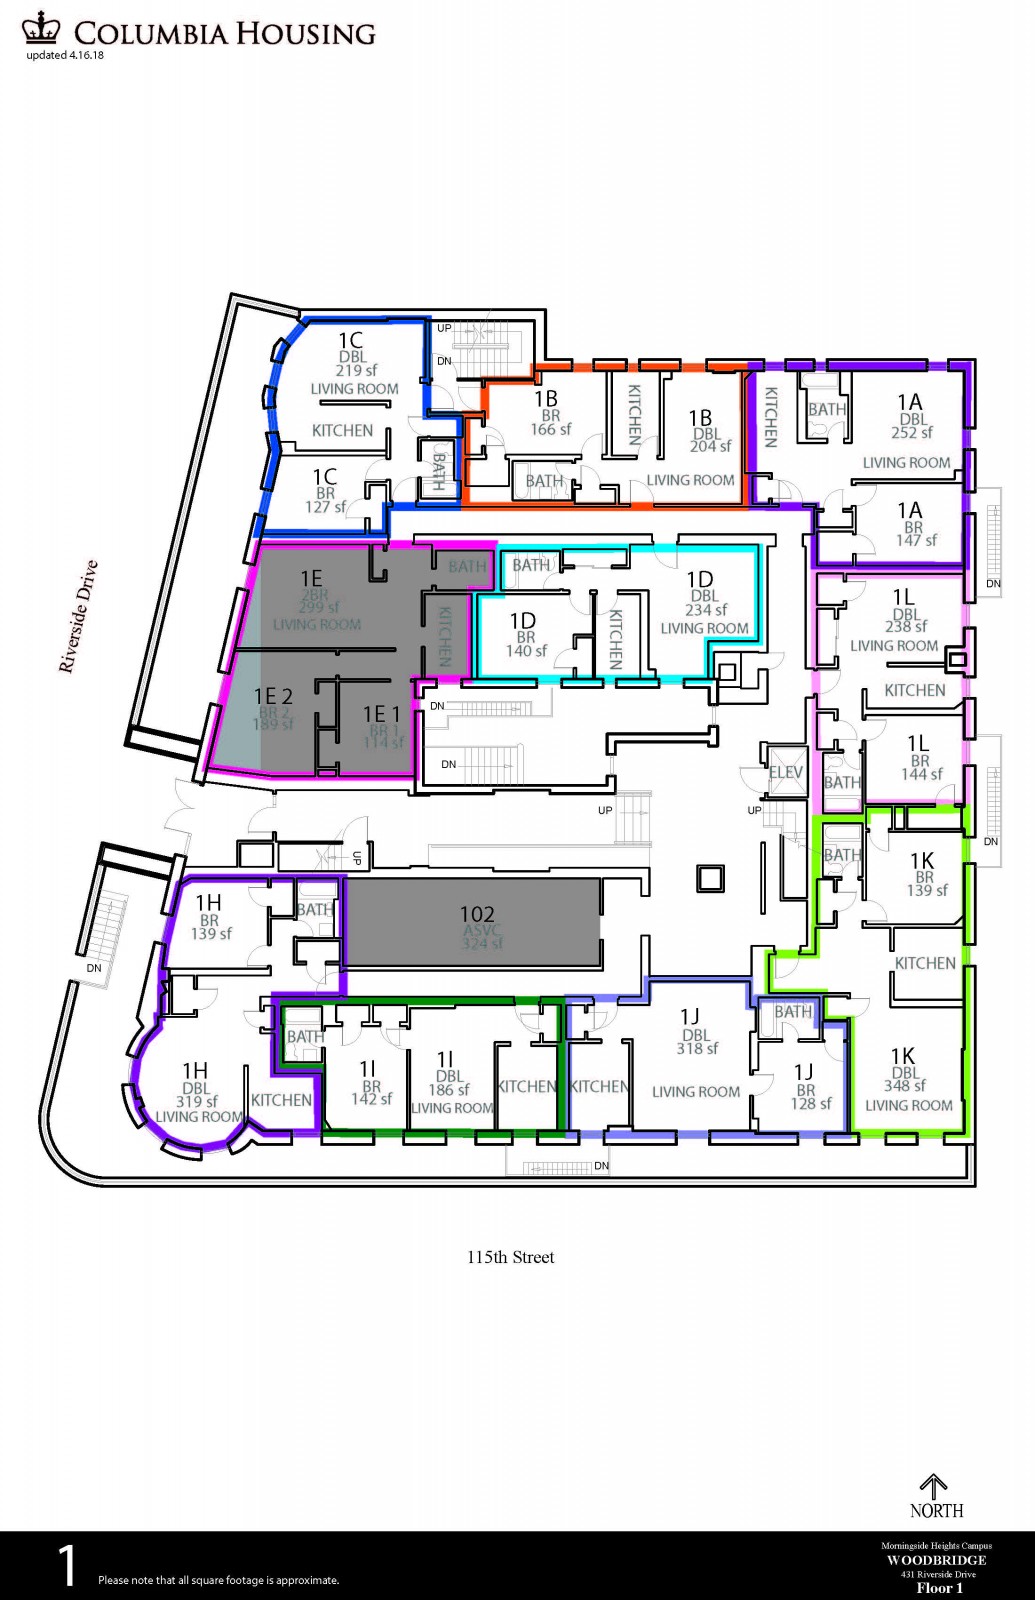 COLUMBIA HOUSING
updated 4.16.18
1C
DBL
219 sf
LIVING ROOM
KITCHEN
1C
BR
127 sf
BATH
UP
DN
1B
BR
166 sf
BATH
KITCHEN
1B
DBL
204 sf
LIVING ROOM
KITCHEN
BATH
1A
DBL
252 sf
LIVING ROOM
1A
BR
147 sf
DN
1E
2BR
299 sf
LIVING ROOM
BATH
KITCHEN
1E 2
BR 2
189 sf
1E 1
BR 1
114 sf
BATH
1D
BR
140 sf
KITCHEN
1D
DBL
234 sf
LIVING ROOM
1L
DBL
238 sf
LIVING ROOM
KITCHEN
1L
BR
144 sf
BATH
Riverside Drive
DN
DN
ELEV
UP
UP
UP
DN
BATH
1K
BR
139 sf
KITCHEN
1K
DBL
348 sf
LIVING ROOM
102
ASVC
324 sf
1H
BR
139 sf
BATH
DN
1H
DBL
319 sf
LIVING ROOM
KITCHEN
BATH
1I
BR
142 sf
1I
DBL
186 sf
LIVING ROOM
KITCHEN
KITCHEN
1J
DBL
318 sf
LIVING ROOM
BATH
1J
BR
128 sf
DN
115th Street
NORTH
1
Please note that all square footage is approximate.
Morningside Heights Campus
WOODBRIDGE
431 Riverside Drive
Floor 1